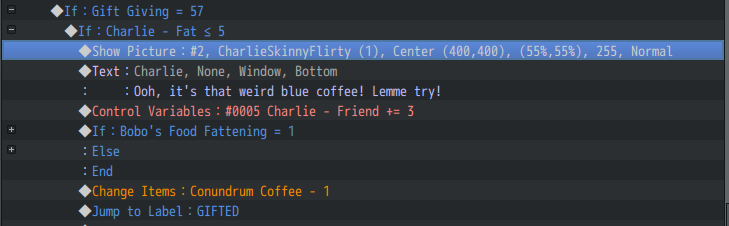 ◆If：Gift Giving = 57
◆If：Charlie - Fat ≤ 5
◆Show Picture：#2, CharlieSkinnyFlirty (1), Center (400,400), (55%,55%), 255, Normal
◆Text：Charlie, None, Window, Bottom
：　：Ooh, it's that weird blue coffee! Lemme try!
◆Control Variables：#0005 Charlie - Friend += 3
◆If：Bobo's Food Fattening = 1
：Else
：End
◆Change Items：Conundrum Coffee - 1
◆Jump to Label：GIFTED